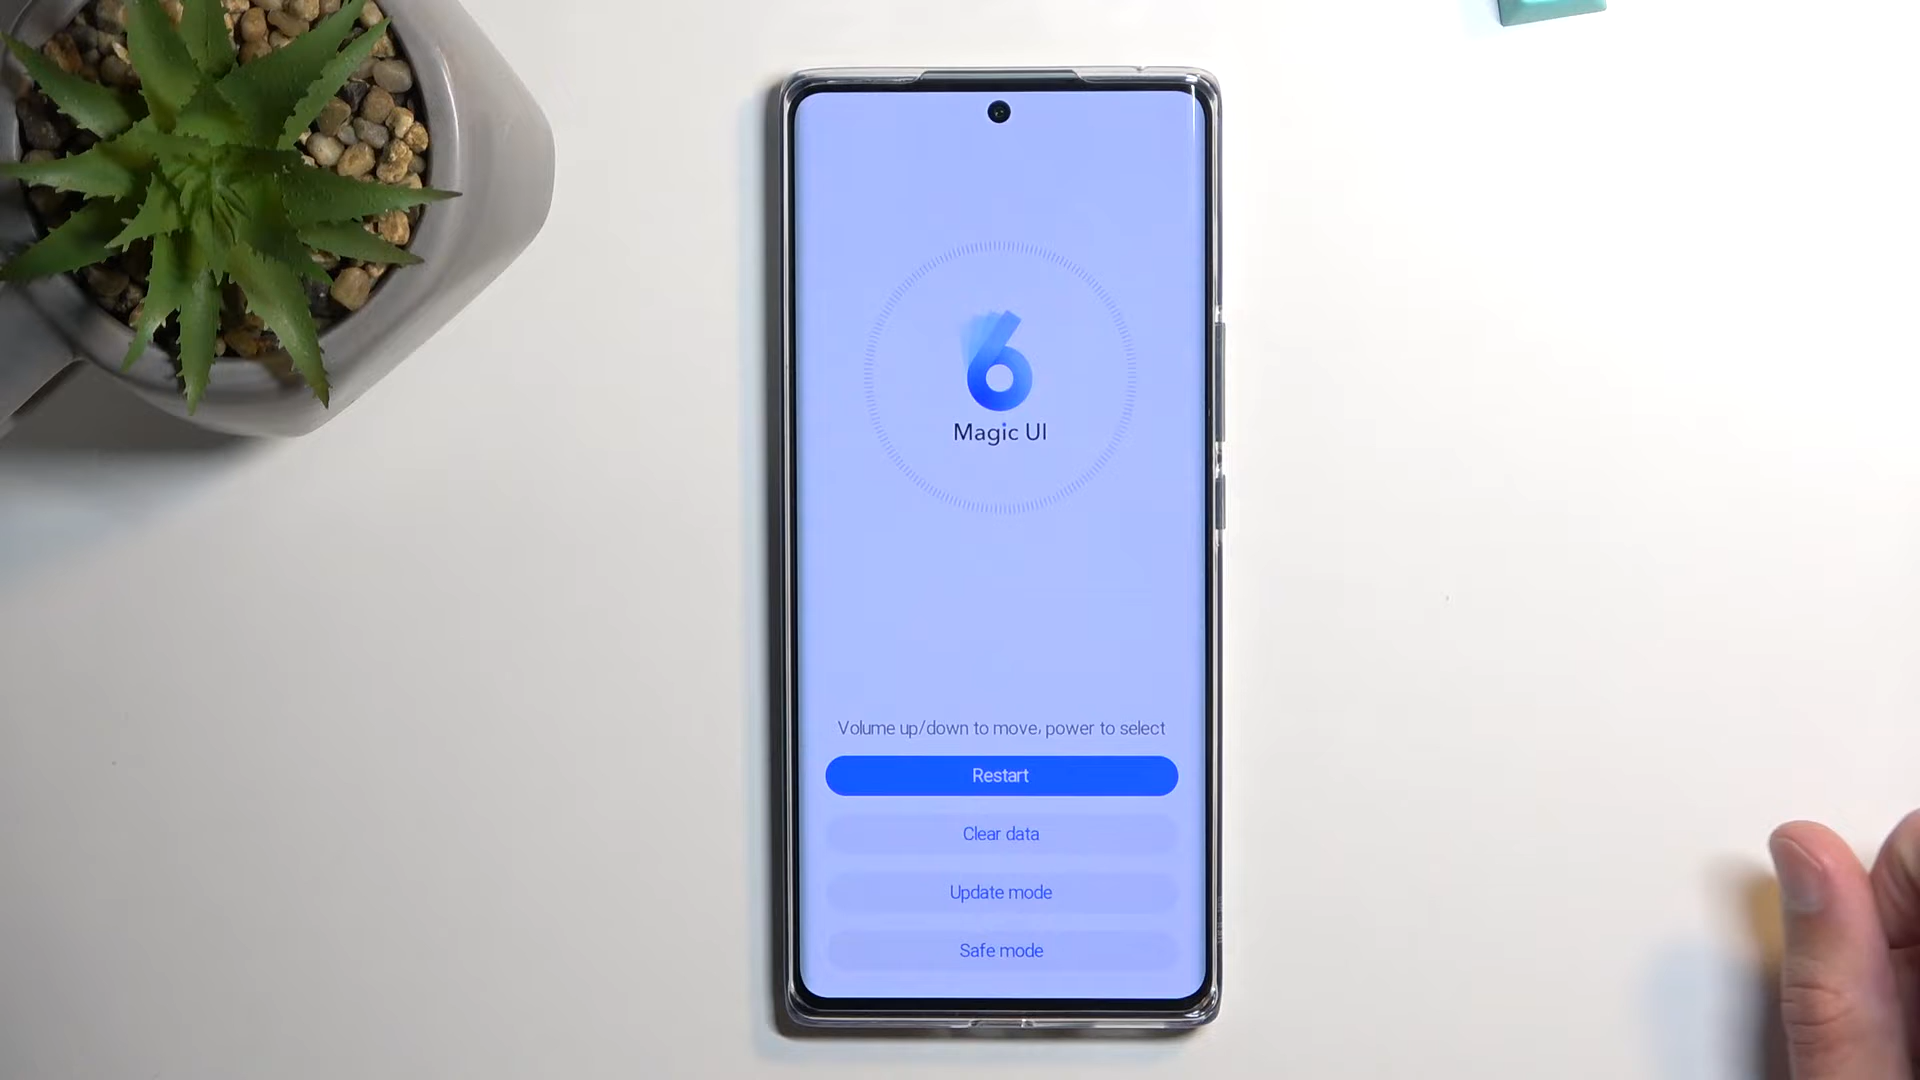 6
Magic UI
Volume up/down to move, power to select
Restart
Clear data
Update mode
Safe mode